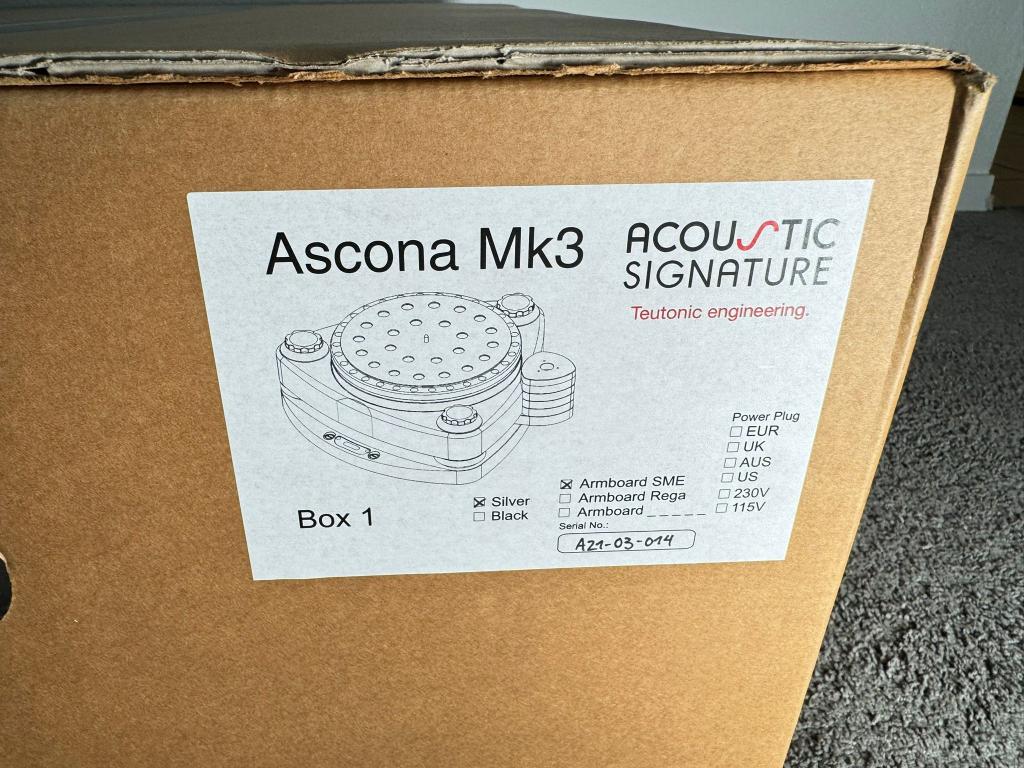 Ascona Mk3
ACOUSTIC
SIGNATURE
Teutonic engineering.
Power Plug
☐ EUR
☐ UK
☐ AUS
☐ US
☐ 230V
☐ 115V
☒ Armboard SME
☐ Armboard Rega
☐ Armboard _ _ _ _ _
☒ Silver
☐ Black
Box 1
Serial No.:
A21-03-014